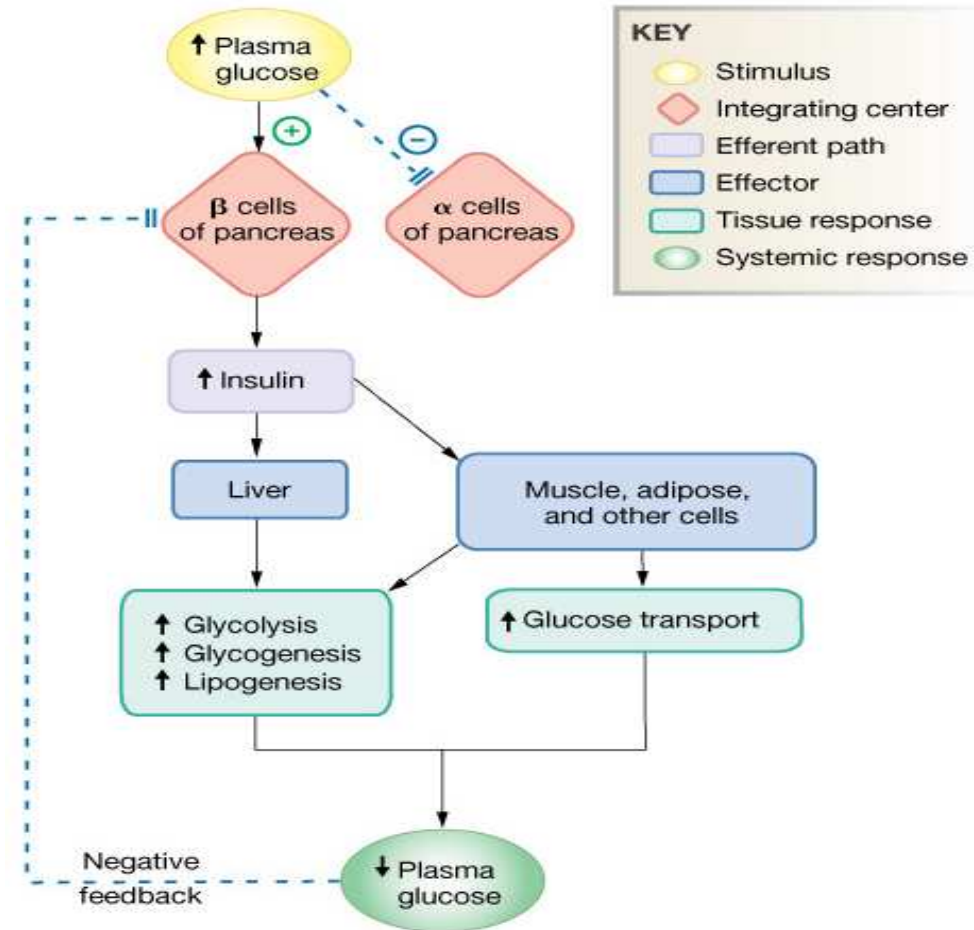 ↑ Plasma
glucose
+
−
β cells
of pancreas
α cells
of pancreas
↑ Insulin
Liver
Muscle, adipose,
and other cells
↑ Glycolysis
↑ Glycogenesis
↑ Lipogenesis
↑ Glucose transport
Negative
feedback
↓ Plasma
glucose
KEY
Stimulus
Integrating center
Efferent path
Effector
Tissue response
Systemic response